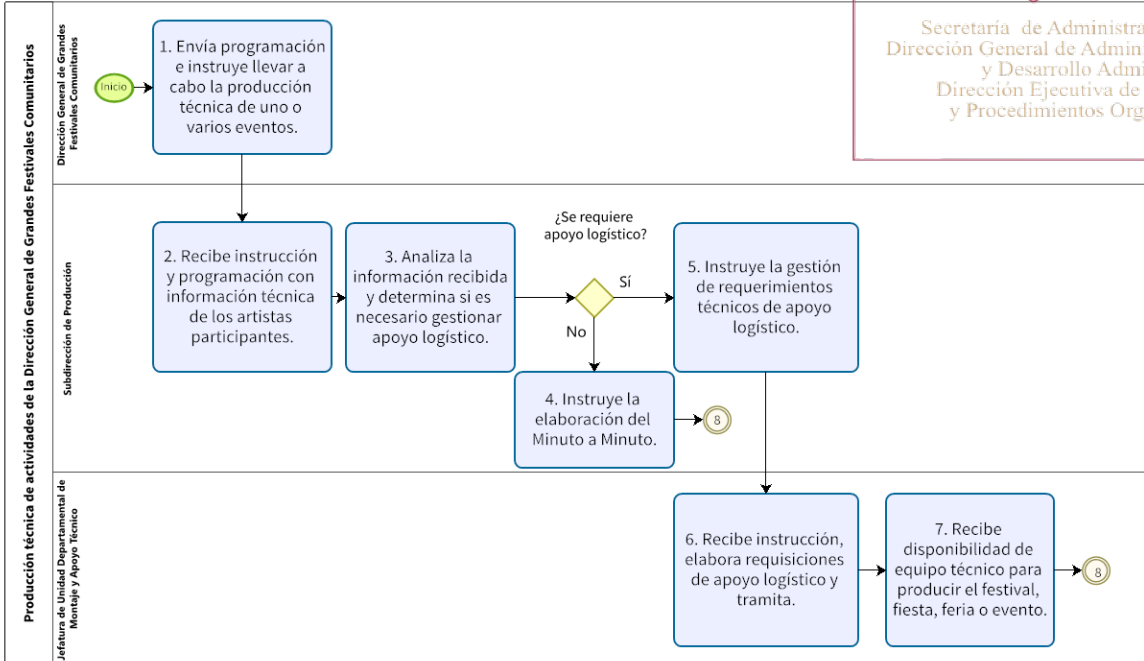 Secretaría de Administra
Dirección General de Admini
y Desarrollo Admi
Dirección Ejecutiva de
y Procedimientos Org
Producción técnica de actividades de la Dirección General de Grandes Festivales Comunitarios
Dirección General de Grandes
Festivales Comunitarios
Inicio
1. Envía programación
e instruye llevar a
cabo la producción
técnica de uno o
varios eventos.
Subdirección de Producción
2. Recibe instrucción
y programación con
información técnica
de los artistas
participantes.
3. Analiza la
información recibida
y determina si es
necesario gestionar
apoyo logístico.
¿Se requiere
apoyo logístico?
Sí
No
4. Instruye la
elaboración del
Minuto a Minuto.
8
5. Instruye la gestión
de requerimientos
técnicos de apoyo
logístico.
Jefatura de Unidad Departamental de
Montaje y Apoyo Técnico
6. Recibe instrucción,
elabora requisiciones
de apoyo logístico y
tramita.
7. Recibe
disponibilidad de
equipo técnico para
producir el festival,
fiesta, feria o evento.
8